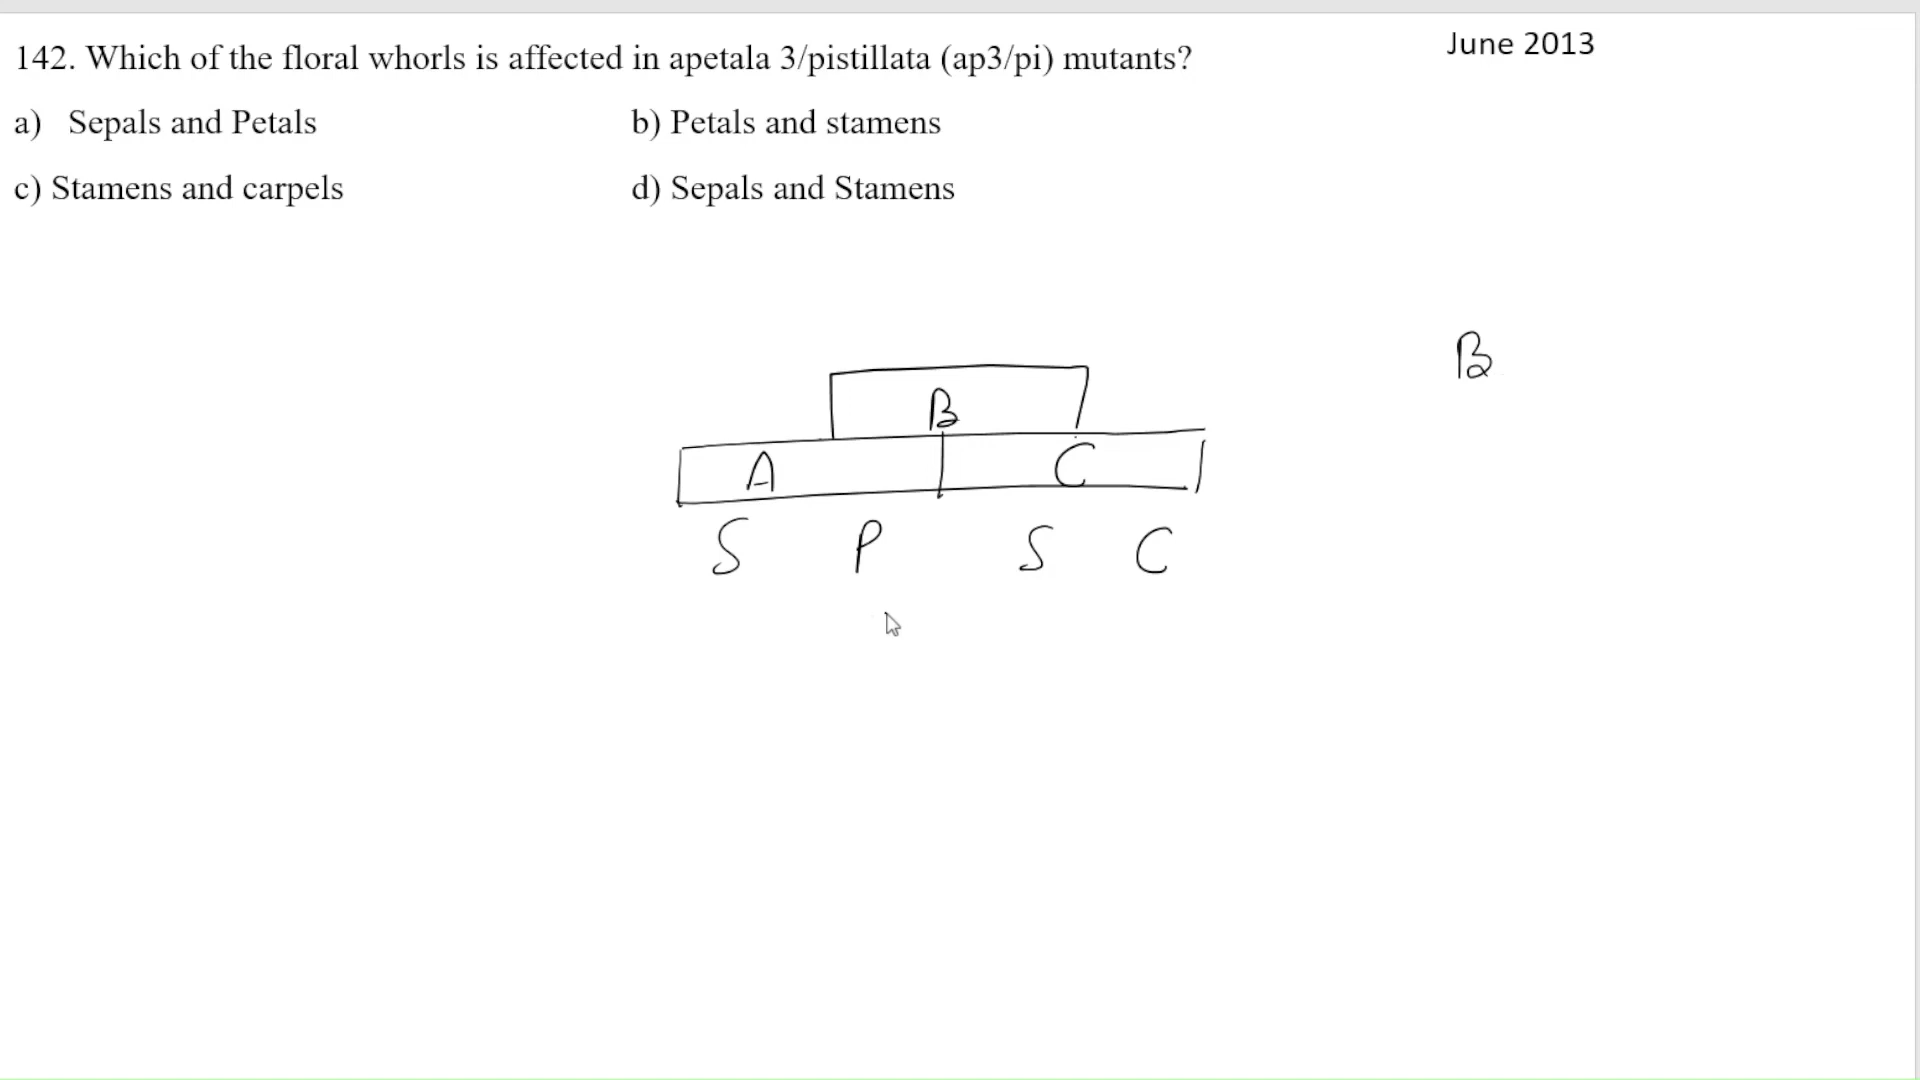 142. Which of the floral whorls is affected in apetala 3/pistillata (ap3/pi) mutants?
June 2013
a) Sepals and Petals
b) Petals and stamens
c) Stamens and carpels
d) Sepals and Stamens
B
B
A C
S P S C